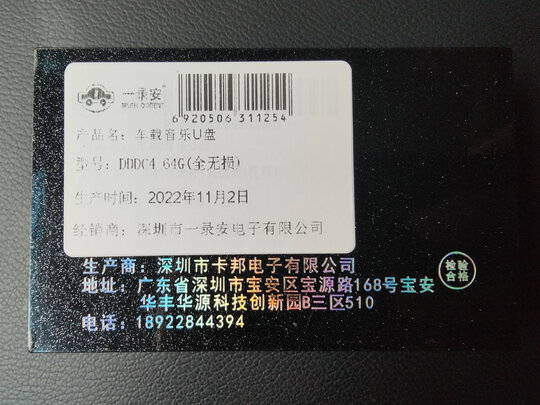 一录安
6 920506 311254
产品名：车载音乐U盘
型号：DDDC4 64G(全无损)
生产时间：2022年11月2日
经销商：深圳市一录安电子有限公司
生产商：深圳市卡邦电子有限公司
地址：广东省深圳市宝安区宝源路168号宝安
华丰华源科技创新园B三区510
电话：18922844394
检验
合格